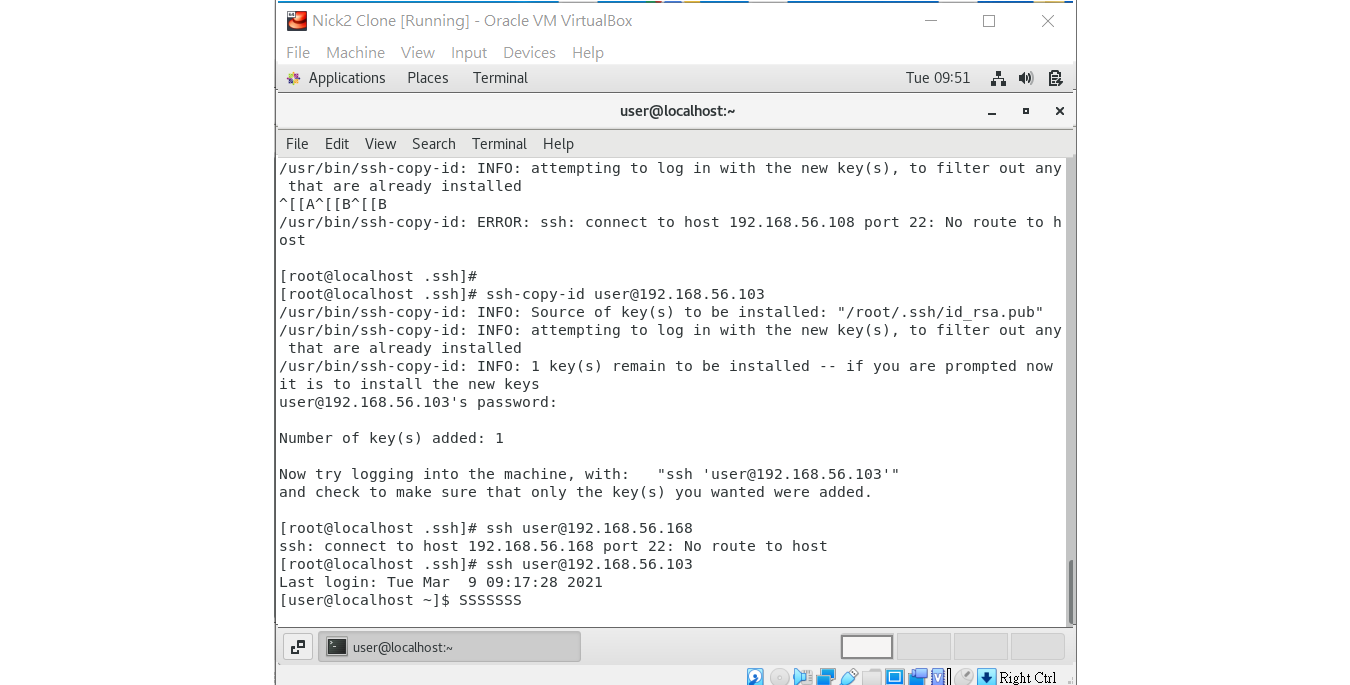 Nick2 Clone [Running] - Oracle VM VirtualBox
File Machine View Input Devices Help
Applications Places Terminal Tue 09:51
user@localhost:~
File Edit View Search Terminal Help
/usr/bin/ssh-copy-id: INFO: attempting to log in with the new key(s), to filter out any
 that are already installed
^[[A^[[B^[[B
/usr/bin/ssh-copy-id: ERROR: ssh: connect to host 192.168.56.108 port 22: No route to h
ost
[root@localhost .ssh]#
[root@localhost .ssh]# ssh-copy-id user@192.168.56.103
/usr/bin/ssh-copy-id: INFO: Source of key(s) to be installed: "/root/.ssh/id_rsa.pub"
/usr/bin/ssh-copy-id: INFO: attempting to log in with the new key(s), to filter out any
 that are already installed
/usr/bin/ssh-copy-id: INFO: 1 key(s) remain to be installed -- if you are prompted now
it is to install the new keys
user@192.168.56.103's password:
Number of key(s) added: 1
Now try logging into the machine, with:   "ssh 'user@192.168.56.103'"
and check to make sure that only the key(s) you wanted were added.
[root@localhost .ssh]# ssh user@192.168.56.168
ssh: connect to host 192.168.56.168 port 22: No route to host
[root@localhost .ssh]# ssh user@192.168.56.103
Last login: Tue Mar  9 09:17:28 2021
[user@localhost ~]$ SSSSSSS
user@localhost:~
Right Ctrl